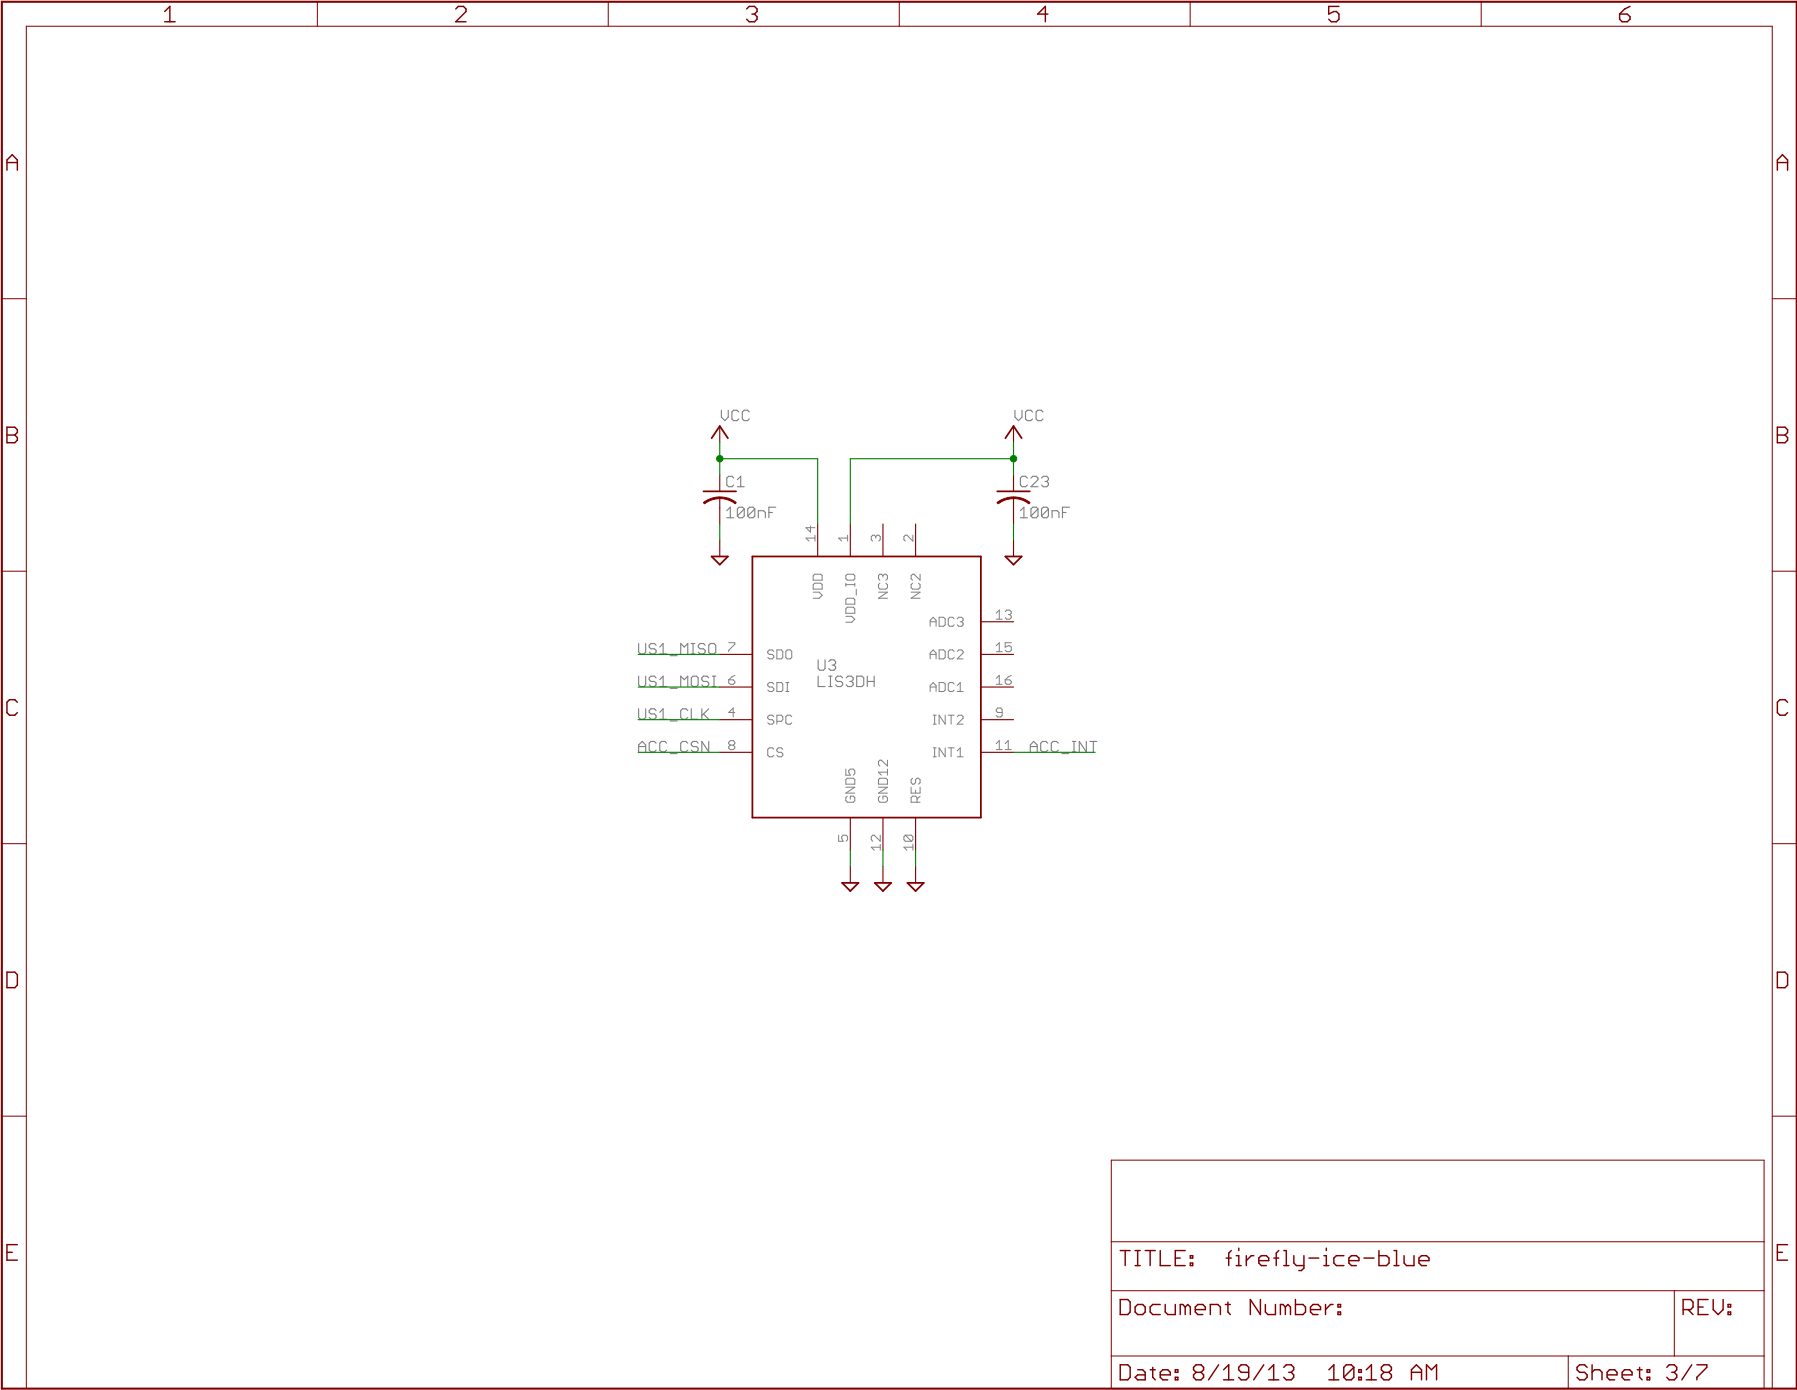 1 2 3 4 5 6
A A
B B
VCC VCC
C1 C23
100nF 100nF
14 1 3 2
VDD VDD_IO NC3 NC2
ADC3 13
US1_MISO 7 SDO ADC2 15
U3
LIS3DH
US1_MOSI 6 SDI ADC1 16
C C
US1_CLK 4 SPC INT2 9
ACC_CSN 8 CS INT1 11 ACC_INT
GND5 GND12 RES
5 12 10
D D
E E
TITLE: firefly-ice-blue
Document Number: REV:
Date: 8/19/13 10:18 AM Sheet: 3/7